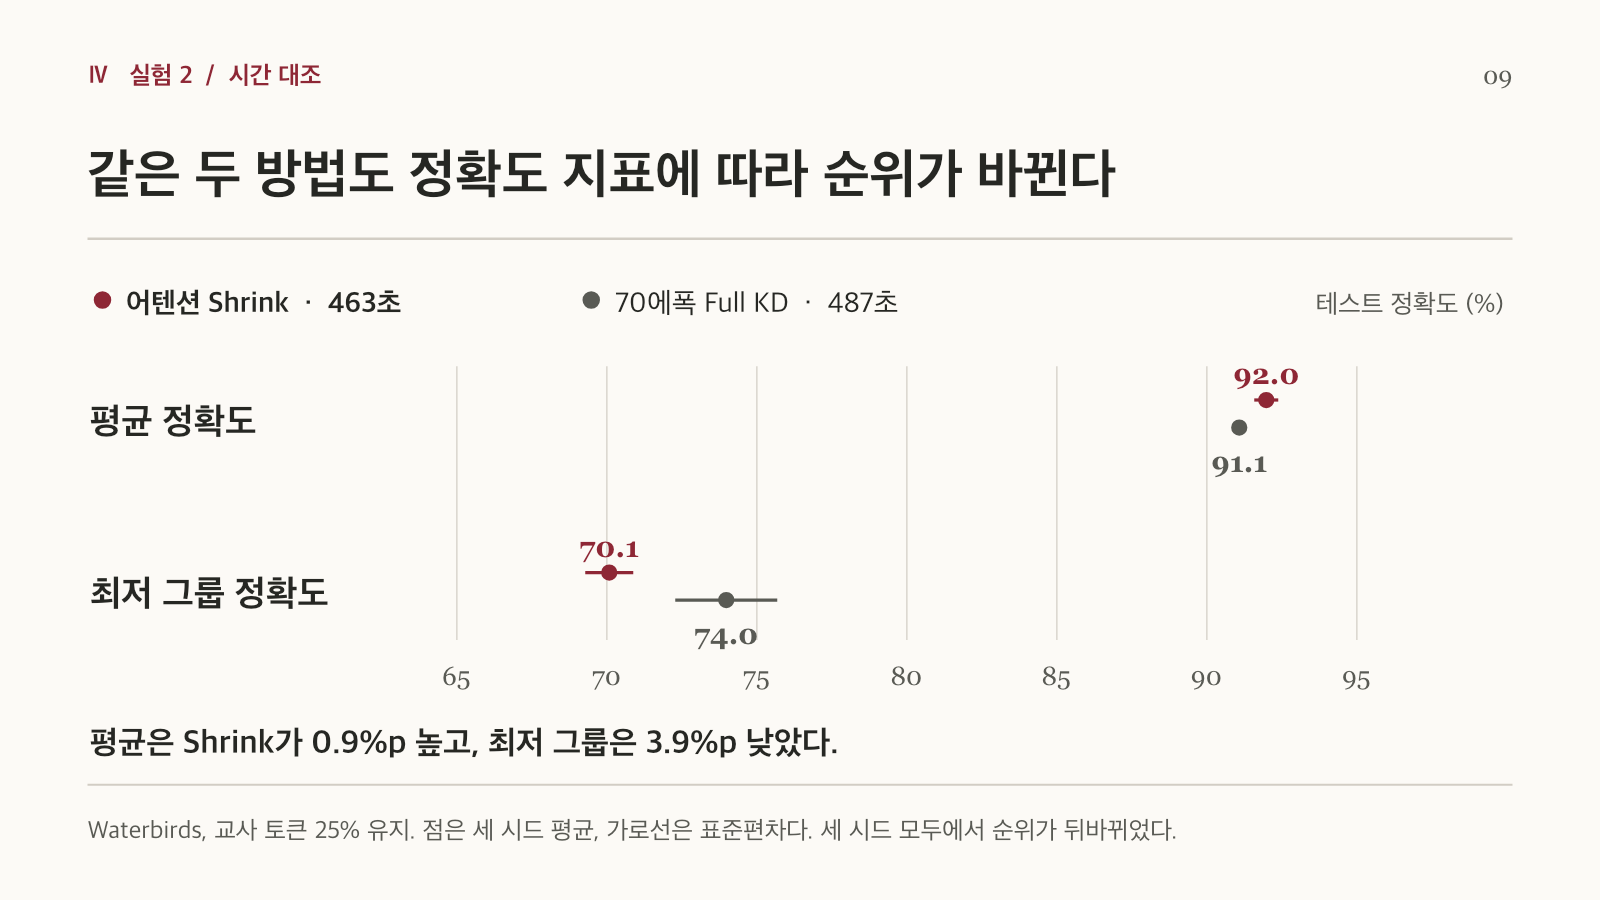 IV 실험 2 / 시간 대조
09
같은 두 방법도 정확도 지표에 따라 순위가 바뀐다
어텐션 Shrink · 463초
70에폭 Full KD · 487초
테스트 정확도 (%)
92.0
평균 정확도
91.1
70.1
최저 그룹 정확도
74.0
65 70 75 80 85 90 95
평균은 Shrink가 0.9%p 높고, 최저 그룹은 3.9%p 낮았다.
Waterbirds, 교사 토큰 25% 유지. 점은 세 시드 평균, 가로선은 표준편차다. 세 시드 모두에서 순위가 뒤바뀌었다.